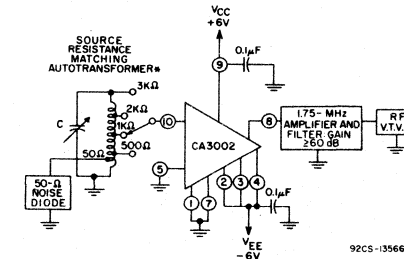 VCC
+6V
SOURCE
RESISTANCE
MATCHING
AUTOTRANSFORMER*
0.1µF
9
3KΩ
2KΩ
1KΩ
500Ω
50Ω
C
10
CA3002
8
1.75- MHz
AMPLIFIER AND
FILTER GAIN
≥60 dB
RF
V.T.V.
5
50-Ω
NOISE
DIODE
1
7
2
3
4
0.1µF
VEE
-6V
92CS-13566